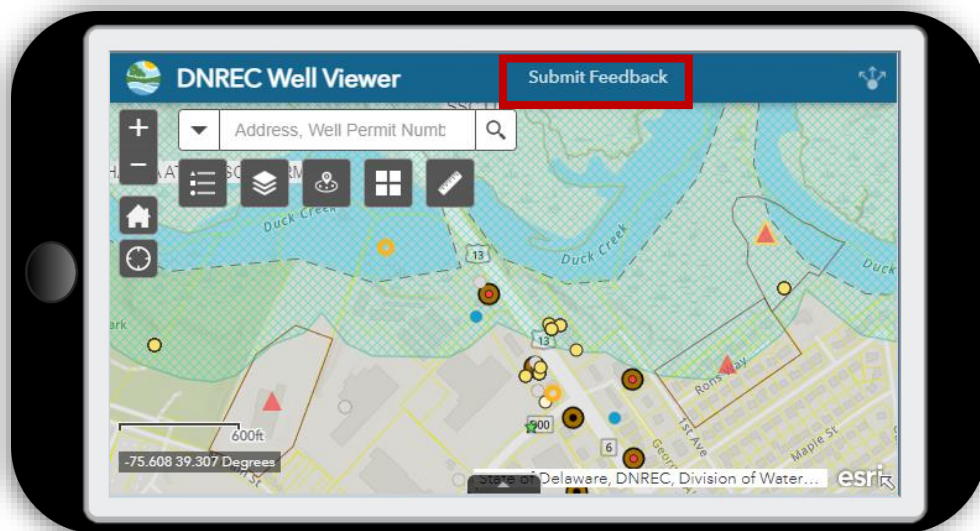 DNREC Well Viewer
Submit Feedback
Address, Well Permit Numb
Duck Creek
13
Duck Creek
Duck
ark
13
Rons Way
1st Ave
Maple St
6
600ft
-75.608 39.307 Degrees
State of Delaware, DNREC, Division of Water...
esri